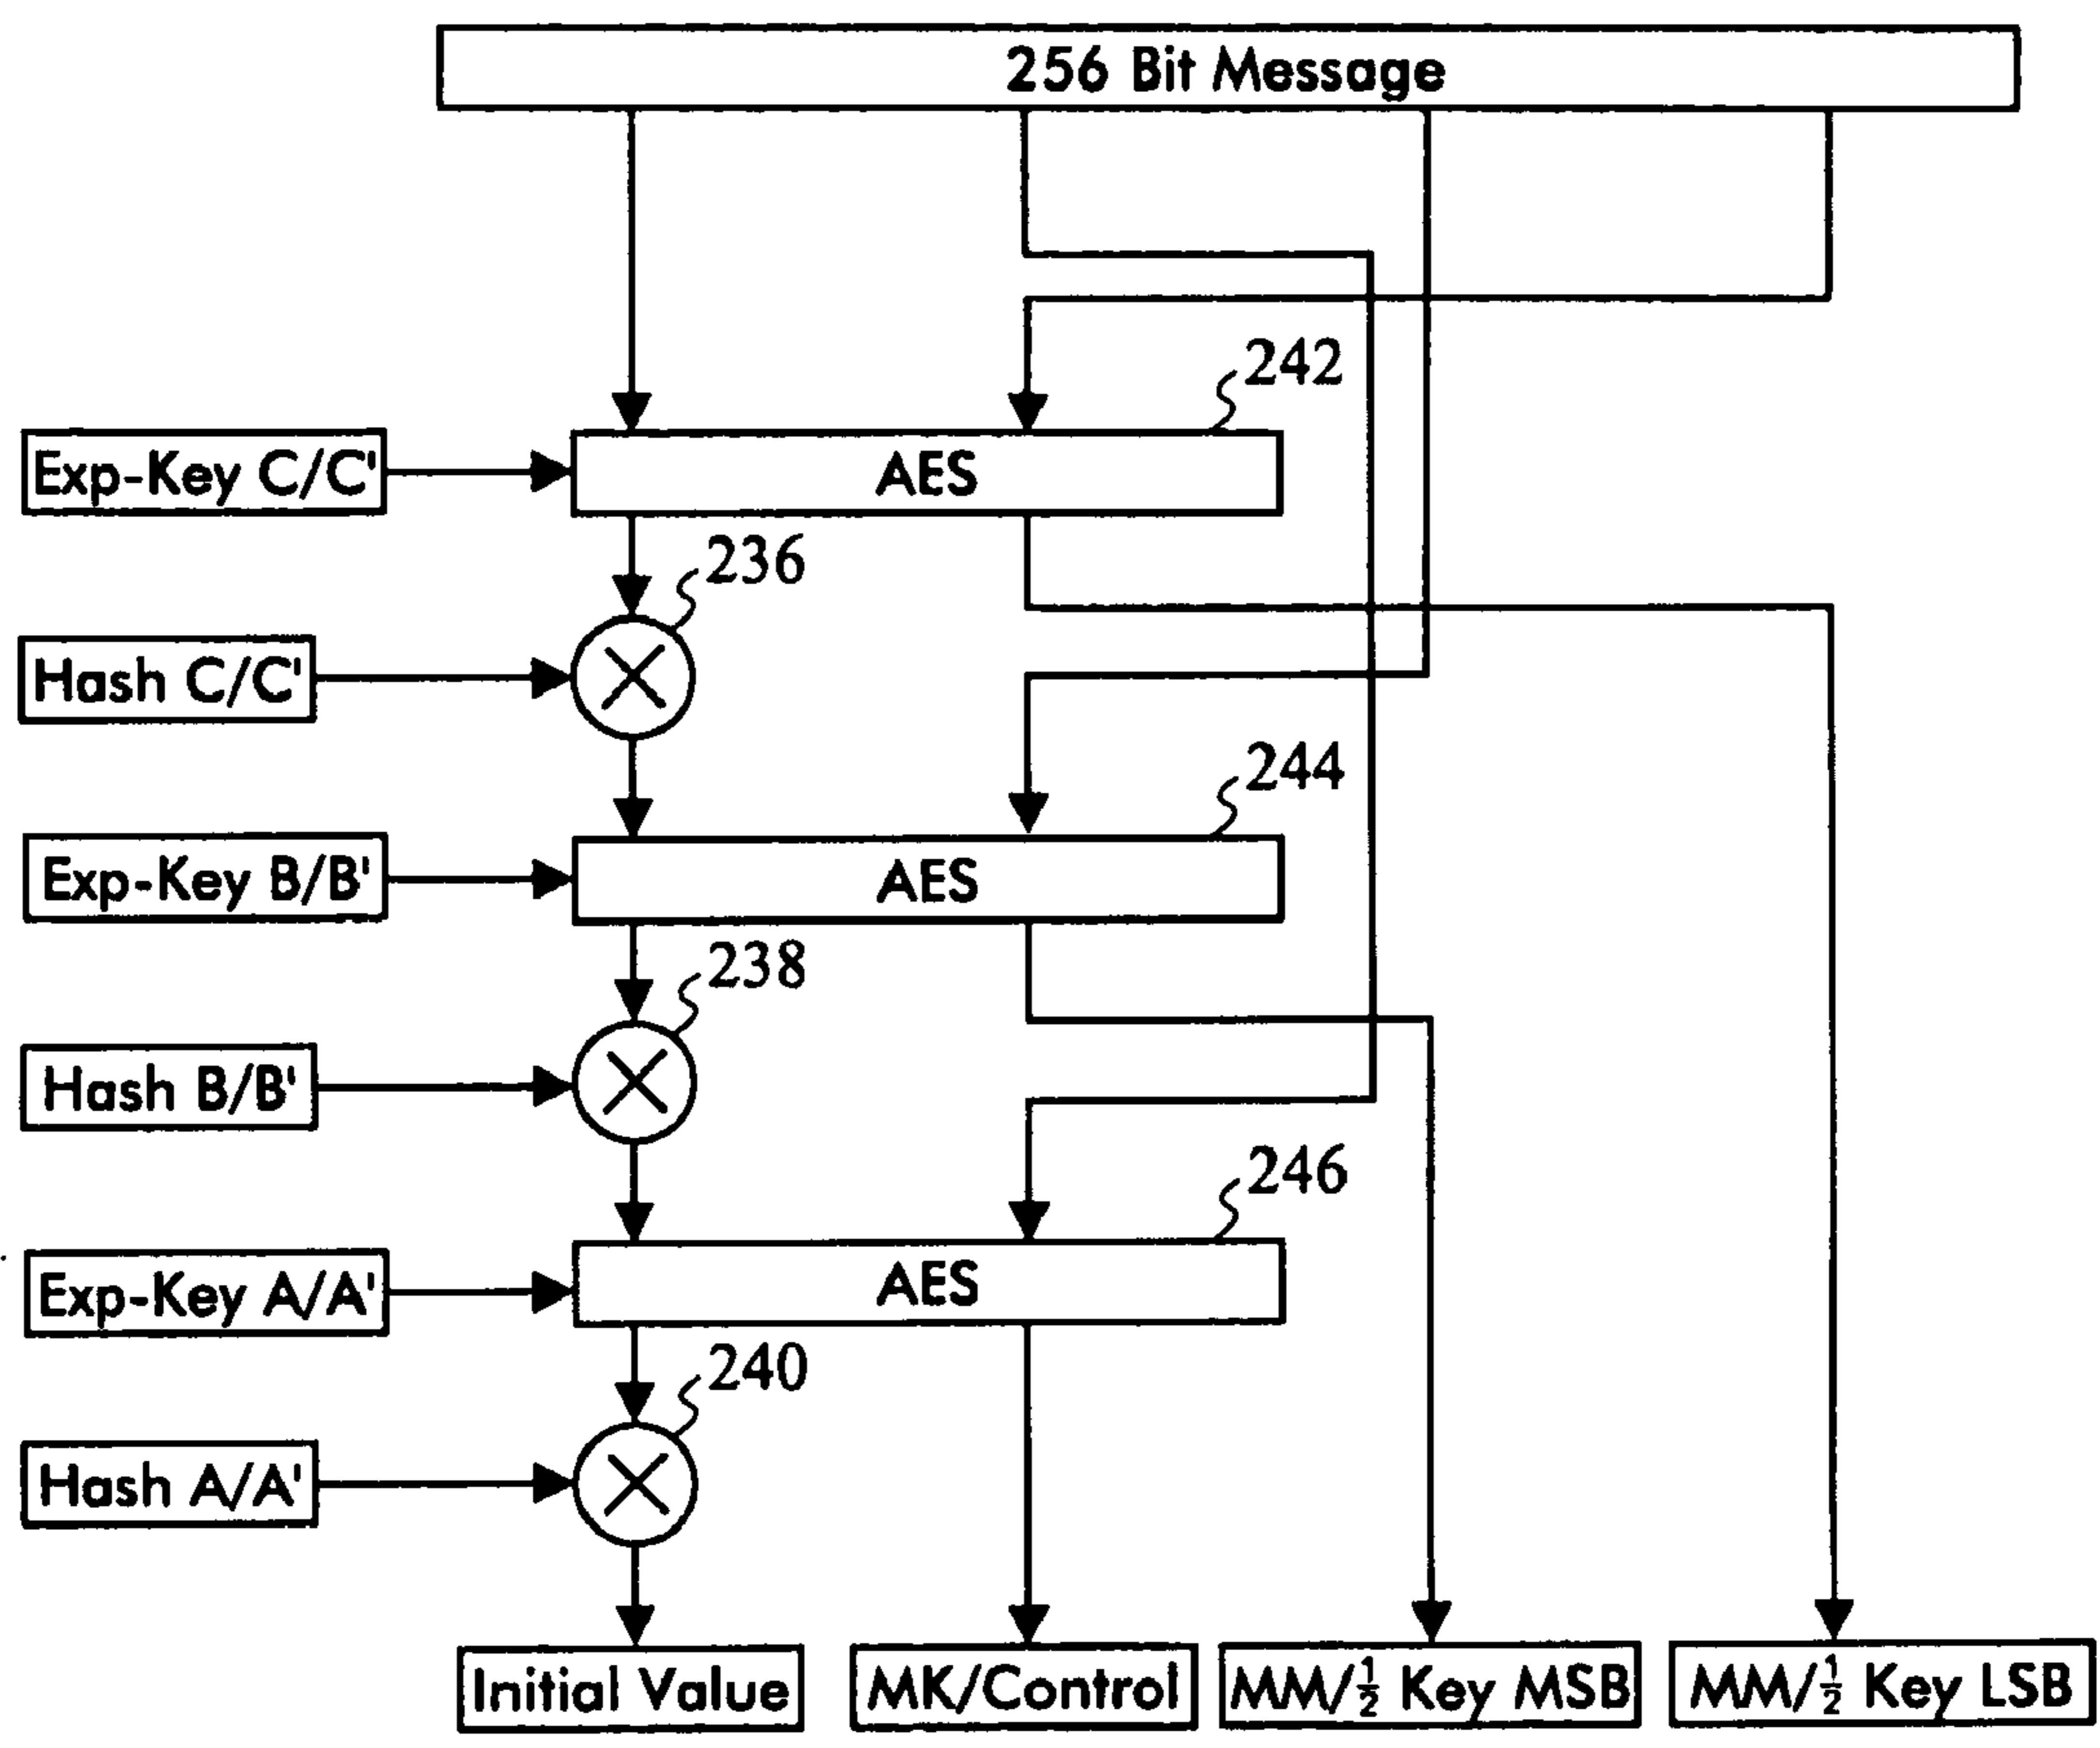 256 Bit Message
242
Exp-Key C/C'
AES
236
Hash C/C'
244
Exp-Key B/B'
AES
238
Hash B/B'
246
Exp-Key A/A'
AES
240
Hash A/A'
Initial Value
MK/Control
MM/½ Key MSB
MM/½ Key LSB